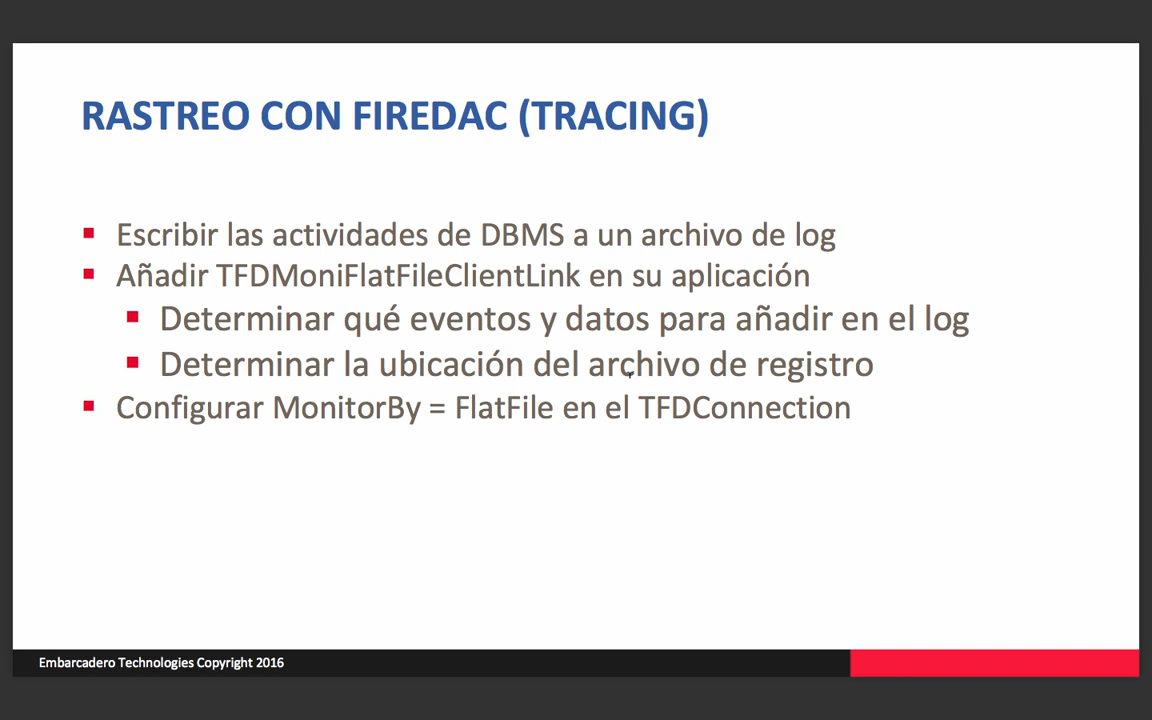 RASTREO CON FIREDAC (TRACING)
Escribir las actividades de DBMS a un archivo de log
Añadir TFDMoniFlatFileClientLink en su aplicación
Determinar qué eventos y datos para añadir en el log
Determinar la ubicación del archivo de registro
Configurar MonitorBy = FlatFile en el TFDConnection
Embarcadero Technologies Copyright 2016